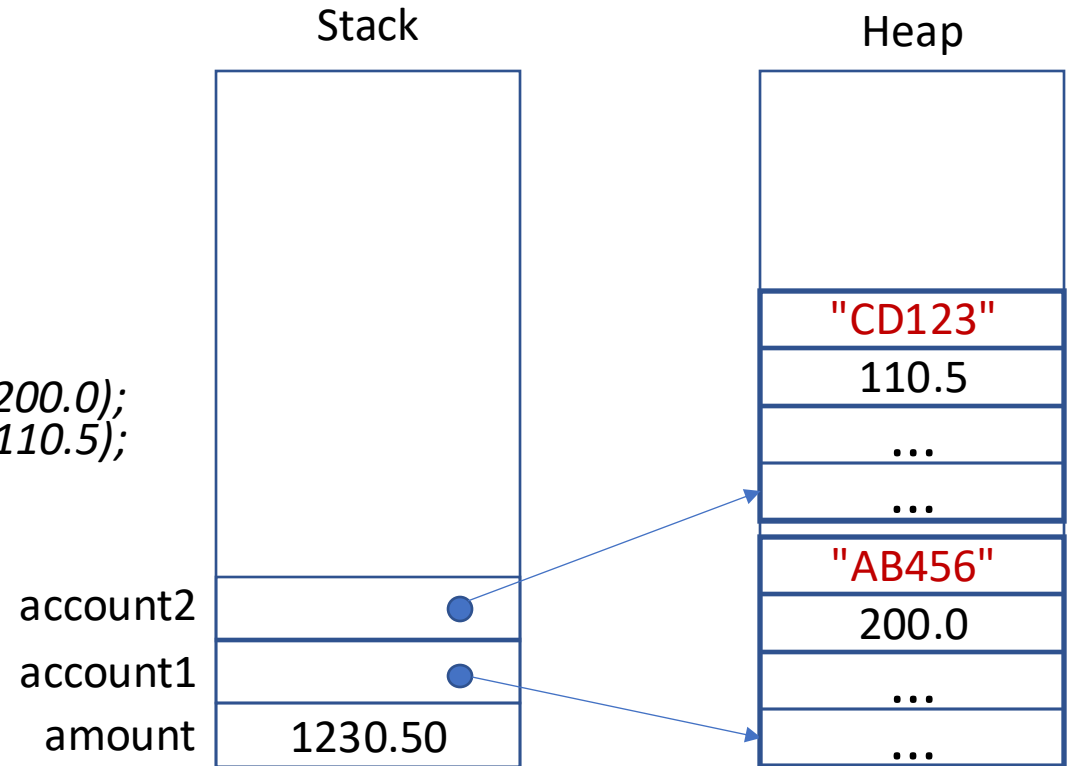 Stack
Heap
200.0);
110.5);
"CD123"
110.5
...
...
"AB456"
200.0
...
...
account2
account1
amount
1230.50